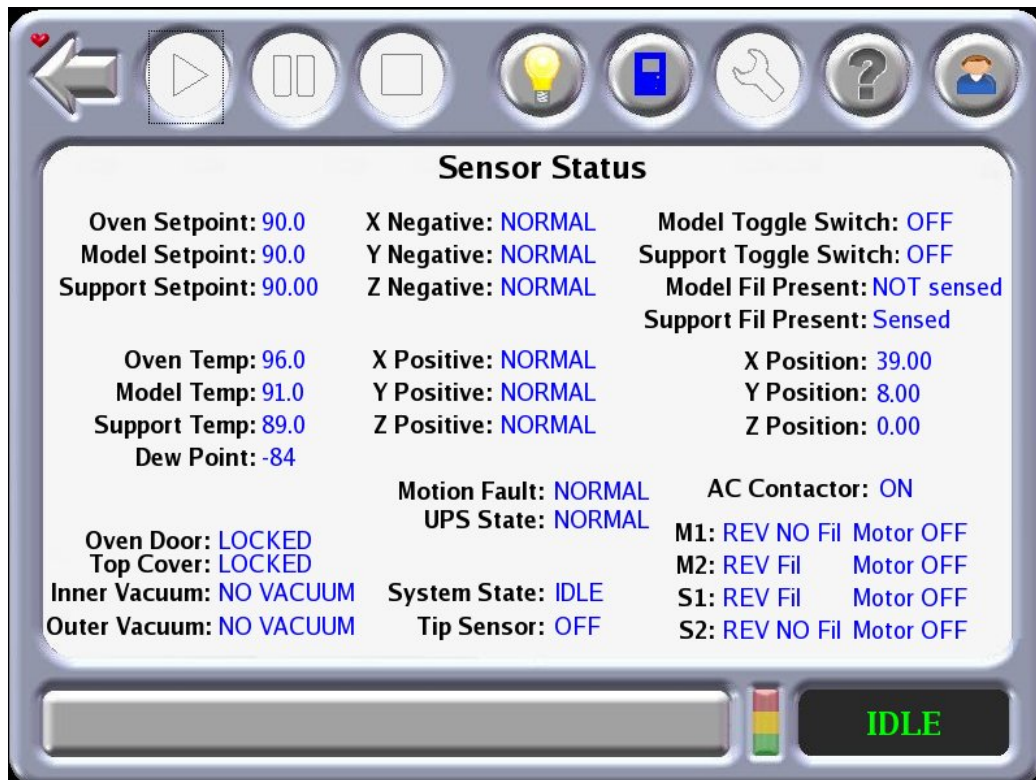 Sensor Status
Oven Setpoint: 90.0
Model Setpoint: 90.0
Support Setpoint: 90.00
X Negative: NORMAL
Y Negative: NORMAL
Z Negative: NORMAL
Model Toggle Switch: OFF
Support Toggle Switch: OFF
Model Fil Present: NOT sensed
Support Fil Present: Sensed
Oven Temp: 96.0
Model Temp: 91.0
Support Temp: 89.0
Dew Point: -84
X Positive: NORMAL
Y Positive: NORMAL
Z Positive: NORMAL
X Position: 39.00
Y Position: 8.00
Z Position: 0.00
Motion Fault: NORMAL
UPS State: NORMAL
AC Contactor: ON
Oven Door: LOCKED
Top Cover: LOCKED
Inner Vacuum: NO VACUUM
Outer Vacuum: NO VACUUM
System State: IDLE
Tip Sensor: OFF
M1: REV NO Fil Motor OFF
M2: REV Fil Motor OFF
S1: REV Fil Motor OFF
S2: REV NO Fil Motor OFF
IDLE